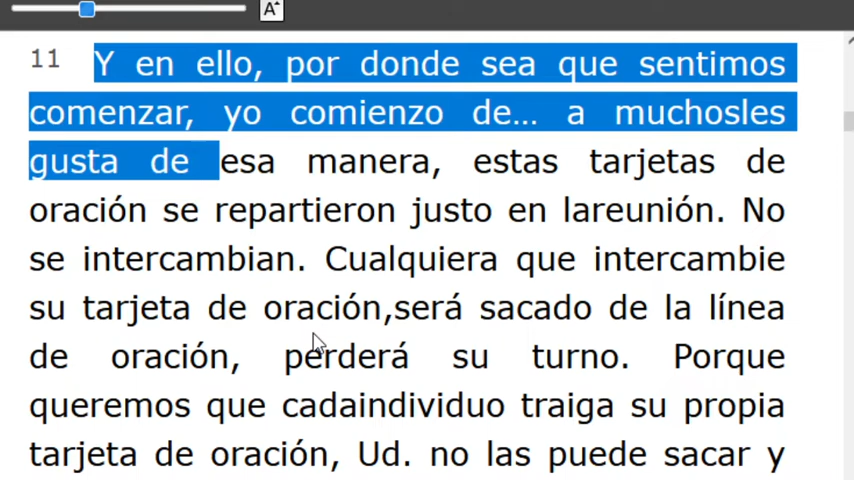 A
11 Y en ello, por donde sea que sentimos
comenzar, yo comienzo de... a muchosles
gusta de esa manera, estas tarjetas de
oración se repartieron justo en lareunión. No
se intercambian. Cualquiera que intercambie
su tarjeta de oración,será sacado de la línea
de oración, perderá su turno. Porque
queremos que cadaindividuo traiga su propia
tarjeta de oración, Ud. no las puede sacar y